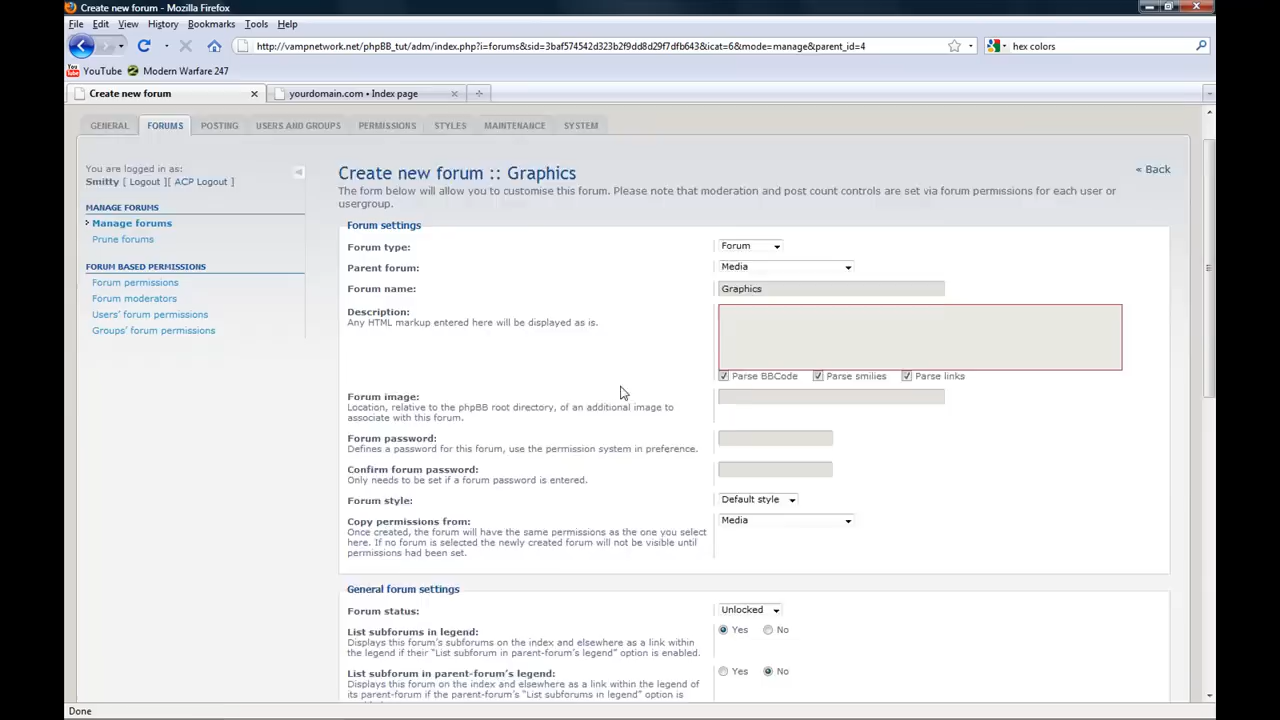 Create new forum - Mozilla Firefox
File Edit View History Bookmarks Tools Help
http://vampnetwork.net/phpBB_tut/adm/index.php?i=forums&sid=3baf574542d323b2f9dd8d29f7dfb643&icat=6&mode=manage&parent_id=4
hex colors
YouTube Modern Warfare 247
Create new forum
yourdomain.com • Index page
GENERAL FORUMS POSTING USERS AND GROUPS PERMISSIONS STYLES MAINTENANCE SYSTEM
You are logged in as:
Smitty [ Logout ][ ACP Logout ]
MANAGE FORUMS
Manage forums
Prune forums
FORUM BASED PERMISSIONS
Forum permissions
Forum moderators
Users' forum permissions
Groups' forum permissions
« Back
Create new forum :: Graphics
The form below will allow you to customise this forum. Please note that moderation and post count controls are set via forum permissions for each user or
usergroup.
Forum settings
Forum type: Forum
Parent forum: Media
Forum name: Graphics
Description:
Any HTML markup entered here will be displayed as is.
Parse BBCode Parse smilies Parse links
Forum image:
Location, relative to the phpBB root directory, of an additional image to
associate with this forum.
Forum password:
Defines a password for this forum, use the permission system in preference.
Confirm forum password:
Only needs to be set if a forum password is entered.
Forum style: Default style
Copy permissions from: Media
Once created, the forum will have the same permissions as the one you select
here. If no forum is selected the newly created forum will not be visible until
permissions had been set.
General forum settings
Forum status: Unlocked
List subforums in legend: Yes No
Displays this forum's subforums on the index and elsewhere as a link within
the legend if their "List subforum in parent-forum's legend" option is enabled.
List subforum in parent-forum's legend: Yes No
Displays this forum on the index and elsewhere as a link within the legend of
its parent-forum if the parent-forum's "List subforums in legend" option is
Done